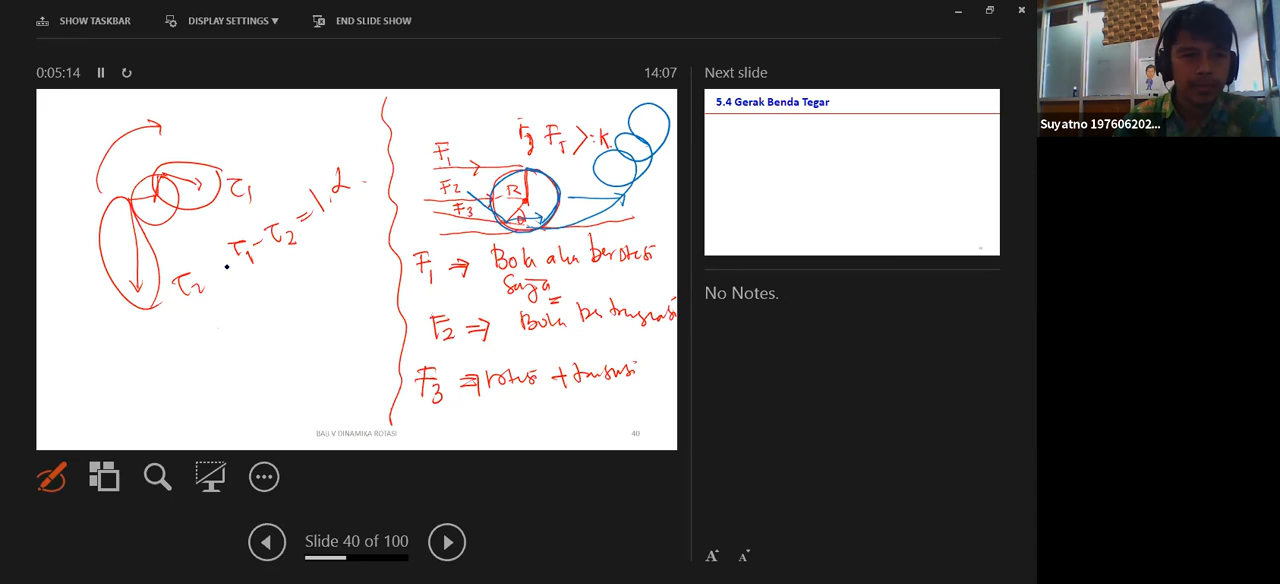 SHOW TASKBAR
DISPLAY SETTINGS ▼
END SLIDE SHOW
0:05:14
14:07
Next slide
5.4 Gerak Benda Tegar
Suyatno 197606202...
τ1
τ1 - τ2 = I, α
τ2
F1
F2
F3
R
F1 ⇒ Bola akan berotasi
saja
F2 ⇒ Bola bertranslasi
F3 ⇒ rotasi + translasi
BAB V DINAMIKA ROTASI
40
No Notes.
Slide 40 of 100
A A